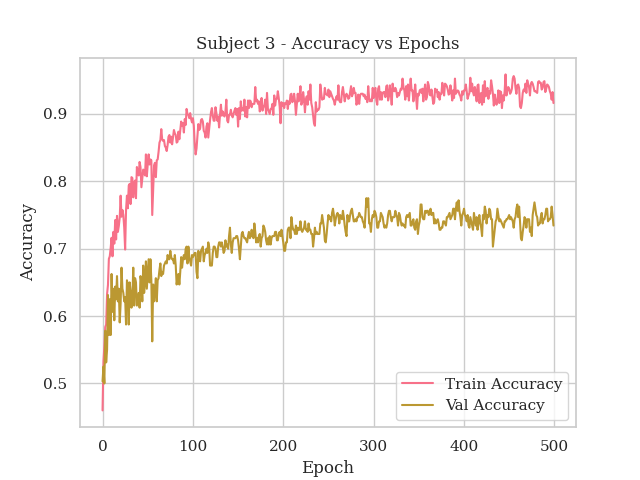 Subject 3 - Accuracy vs Epochs
Accuracy
0.9
0.8
0.7
0.6
0.5
Train Accuracy
Val Accuracy
0 100 200 300 400 500
Epoch